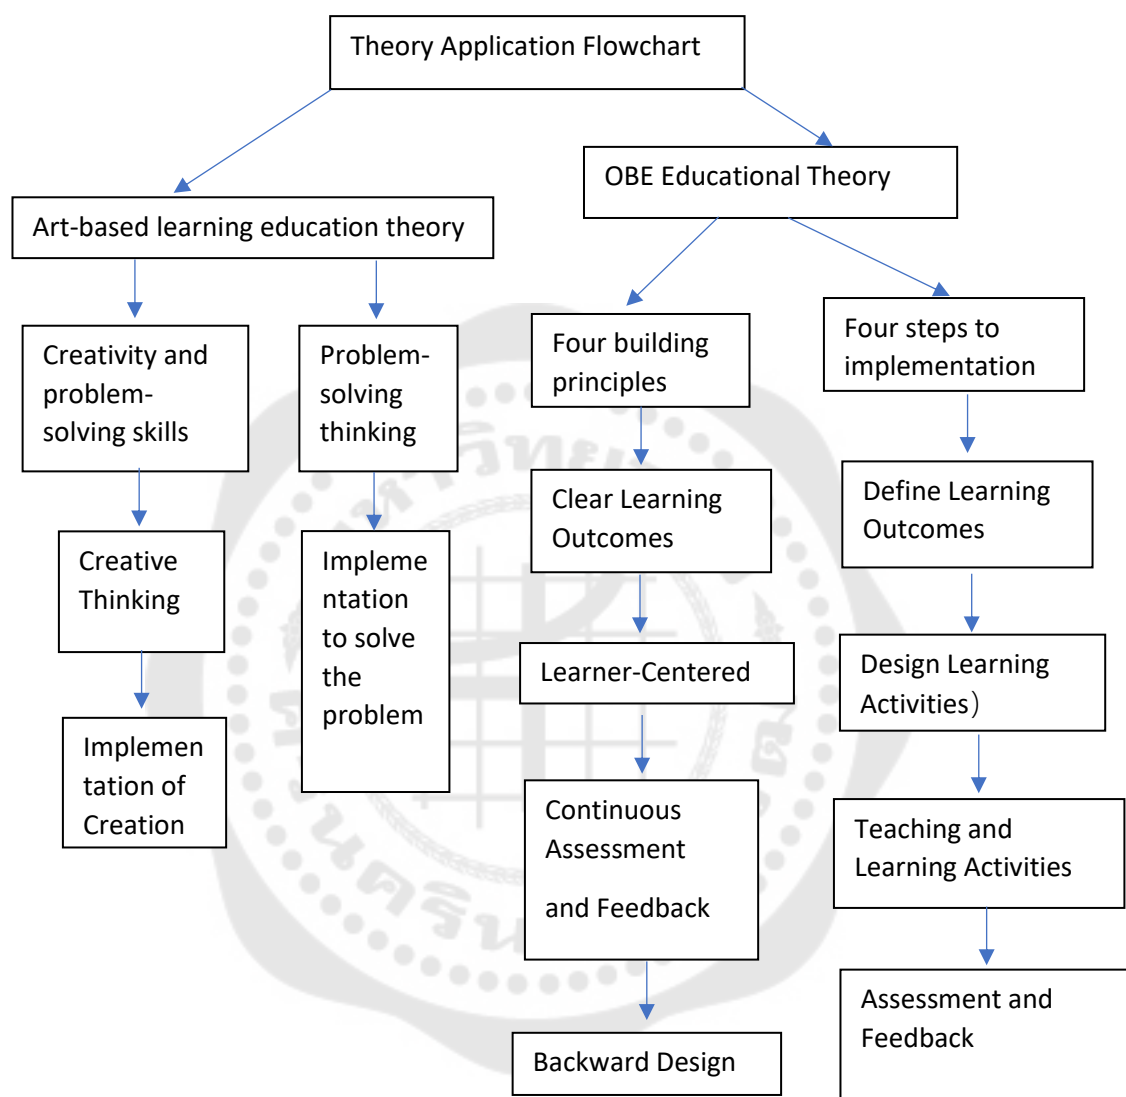 Theory Application Flowchart
OBE Educational Theory
Art-based learning education theory
Creativity and
problem-
solving skills
Problem-
solving
thinking
Four building
principles
Four steps to
implementation
Creative
Thinking
Impleme
ntation
to solve
the
problem
Clear Learning
Outcomes
Define Learning
Outcomes
Implemen
tation of
Creation
Learner-Centered
Design Learning
Activities）
Continuous
Assessment
and Feedback
Teaching and
Learning Activities
Backward Design
Assessment and
Feedback